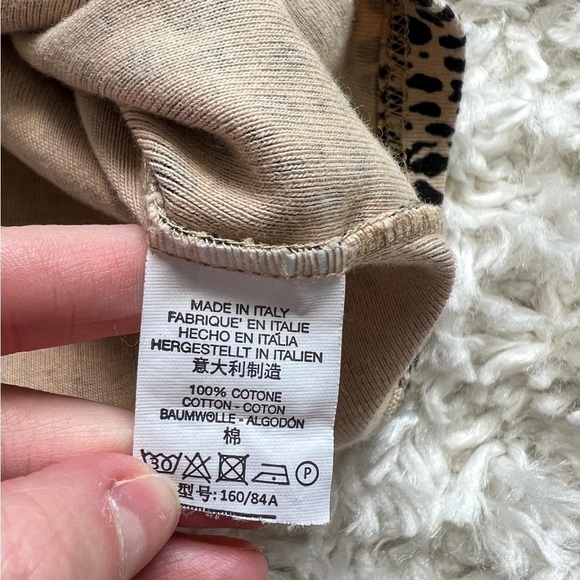 MADE IN ITALY
FABRIQUE' EN ITALIE
HECHO EN ITALIA
HERGESTELLT IN ITALIEN
意大利制造
100% COTONE
COTTON - COTON
BAUMWOLLE - ALGODÓN
棉
P
型号: 160/84A